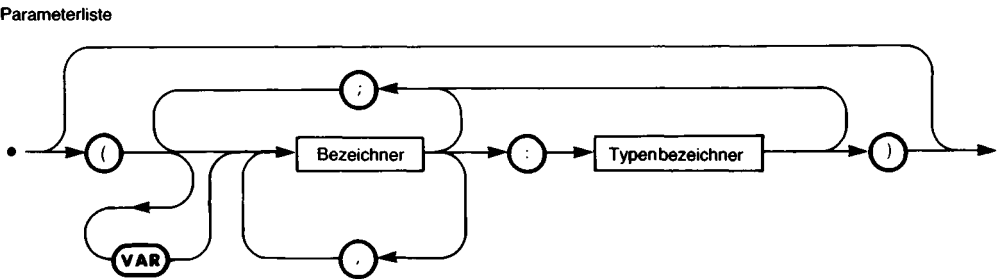 Parameterliste
;
( Bezeichner : Typenbezeichner )
VAR ,